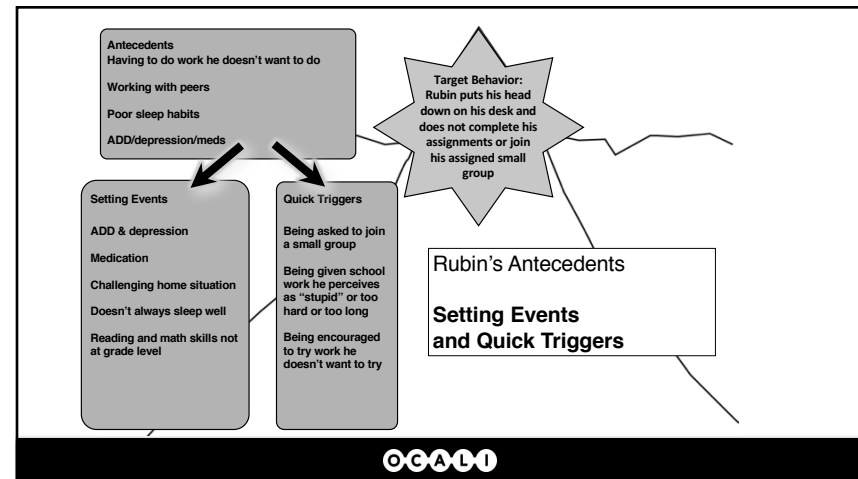 Antecedents
Having to do work he doesn’t want to do
Working with peers
Poor sleep habits
ADD/depression/meds
Target Behavior:
Rubin puts his head
down on his desk and
does not complete his
assignments or join
his assigned small
group
Setting Events
ADD & depression
Medication
Challenging home situation
Doesn’t always sleep well
Reading and math skills not
at grade level
Quick Triggers
Being asked to join
a small group
Being given school
work he perceives
as “stupid” or too
hard or too long
Being encouraged
to try work he
doesn’t want to try
Rubin’s Antecedents
Setting Events
and Quick Triggers
OCALI